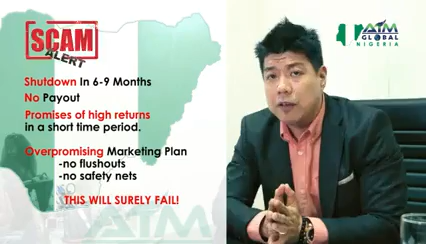 SCAM
ALERT
Shutdown In 6-9 Months
No Payout
Promises of high returns
in a short time period.
Overpromising Marketing Plan
-no flushouts
-no safety nets
THIS WILL SURELY FAIL!
ATM
AIM
GLOBAL
NIGERIA